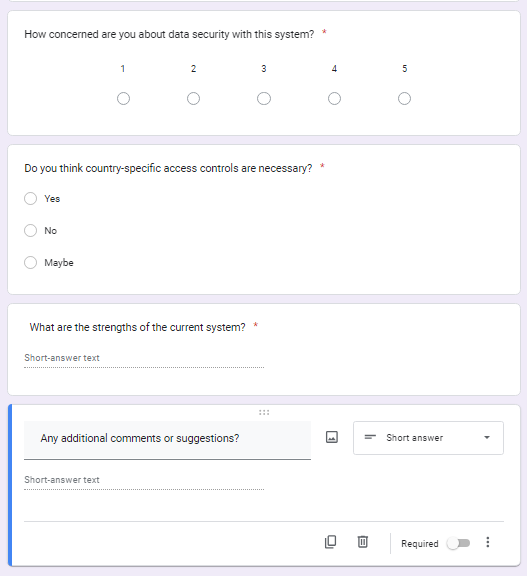 How concerned are you about data security with this system? *
1 2 3 4 5
Do you think country-specific access controls are necessary? *
Yes
No
Maybe
What are the strengths of the current system? *
Short-answer text
Any additional comments or suggestions?
Short answer
Short-answer text
Required